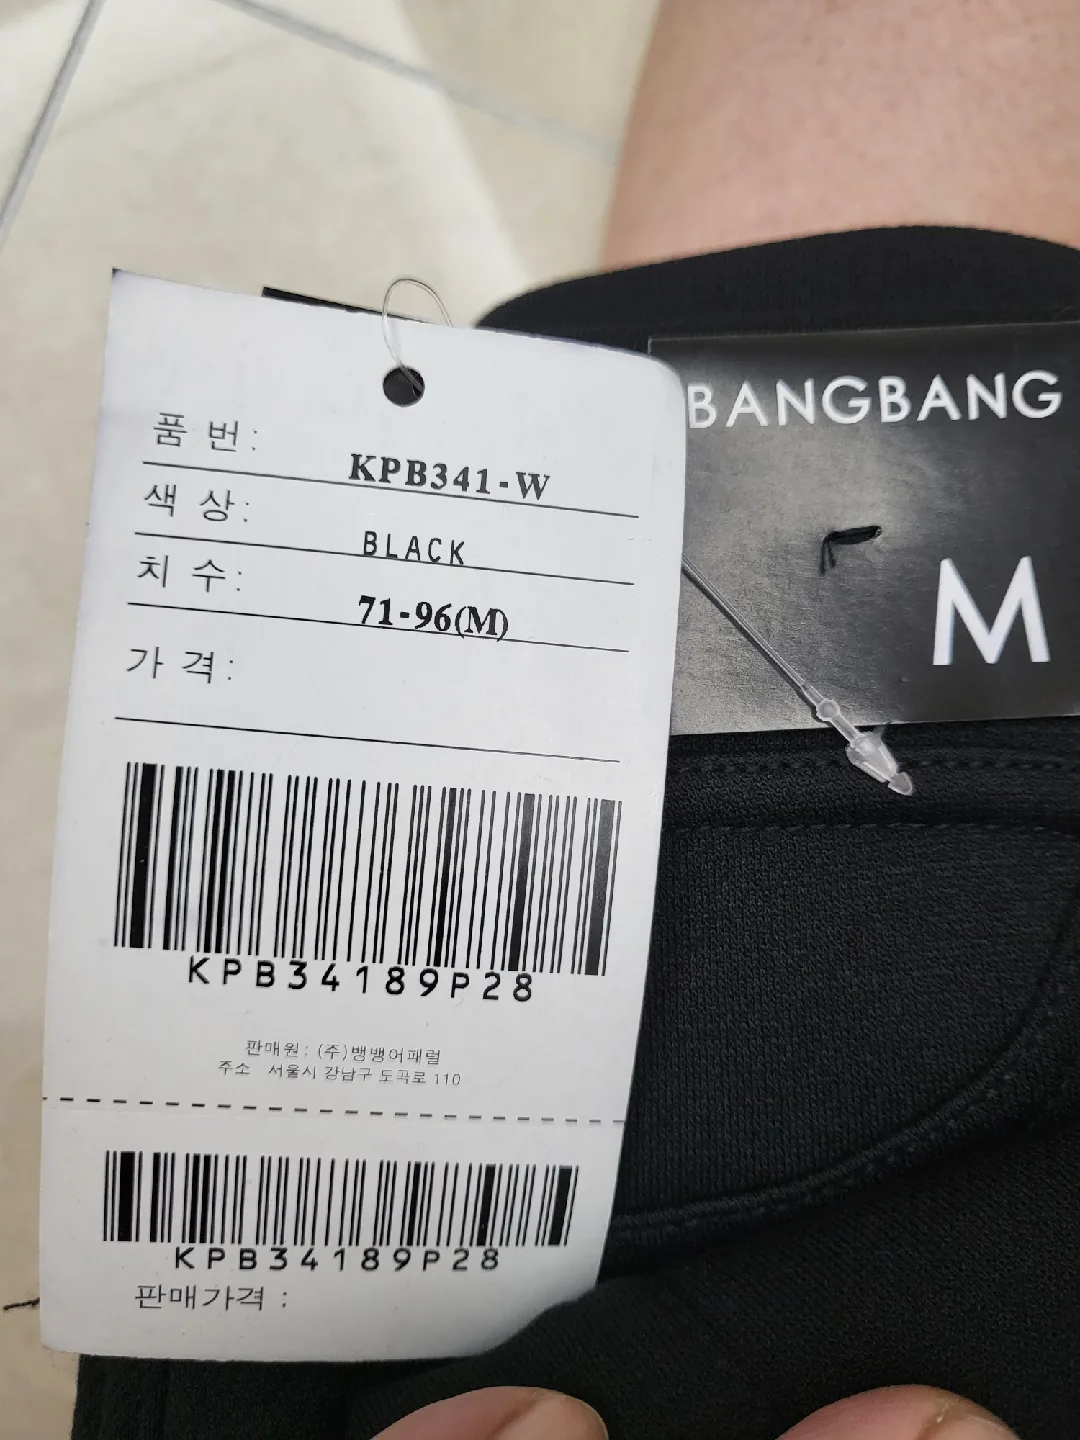 품 번:
KPB341-W
색 상:
BLACK
치 수:
71-96(M)
가 격:
KPB34189P28
판매원: (주)뱅뱅어패럴
주소 서울시 강남구 도곡로 110
KPB34189P28
판매가격 :
BANGBANG
M